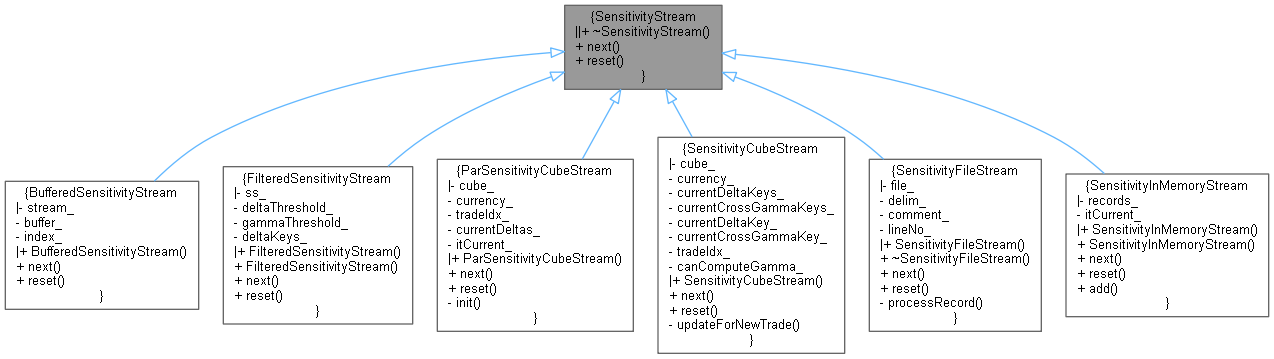 {SensitivityStream
||+ ~SensitivityStream()
+ next()
+ reset()
}
{BufferedSensitivityStream
|- stream_
- buffer_
- index_
|+ BufferedSensitivityStream()
+ next()
+ reset()
}
{FilteredSensitivityStream
|- ss_
- deltaThreshold_
- gammaThreshold_
- deltaKeys_
|+ FilteredSensitivityStream()
+ FilteredSensitivityStream()
+ next()
+ reset()
}
{ParSensitivityCubeStream
|- cube_
- currency_
- tradeIdx_
- currentDeltas_
- itCurrent_
|+ ParSensitivityCubeStream()
+ next()
+ reset()
- init()
}
{SensitivityCubeStream
|- cube_
- currency_
- currentDeltaKeys_
- currentCrossGammaKeys_
- currentDeltaKey_
- currentCrossGammaKey_
- tradeIdx_
- canComputeGamma_
|+ SensitivityCubeStream()
+ next()
+ reset()
- updateForNewTrade()
}
{SensitivityFileStream
|- file_
- delim_
- comment_
- lineNo_
|+ SensitivityFileStream()
+ ~SensitivityFileStream()
+ next()
+ reset()
- processRecord()
}
{SensitivityInMemoryStream
|- records_
- itCurrent_
|+ SensitivityInMemoryStream()
+ SensitivityInMemoryStream()
+ next()
+ reset()
+ add()
}